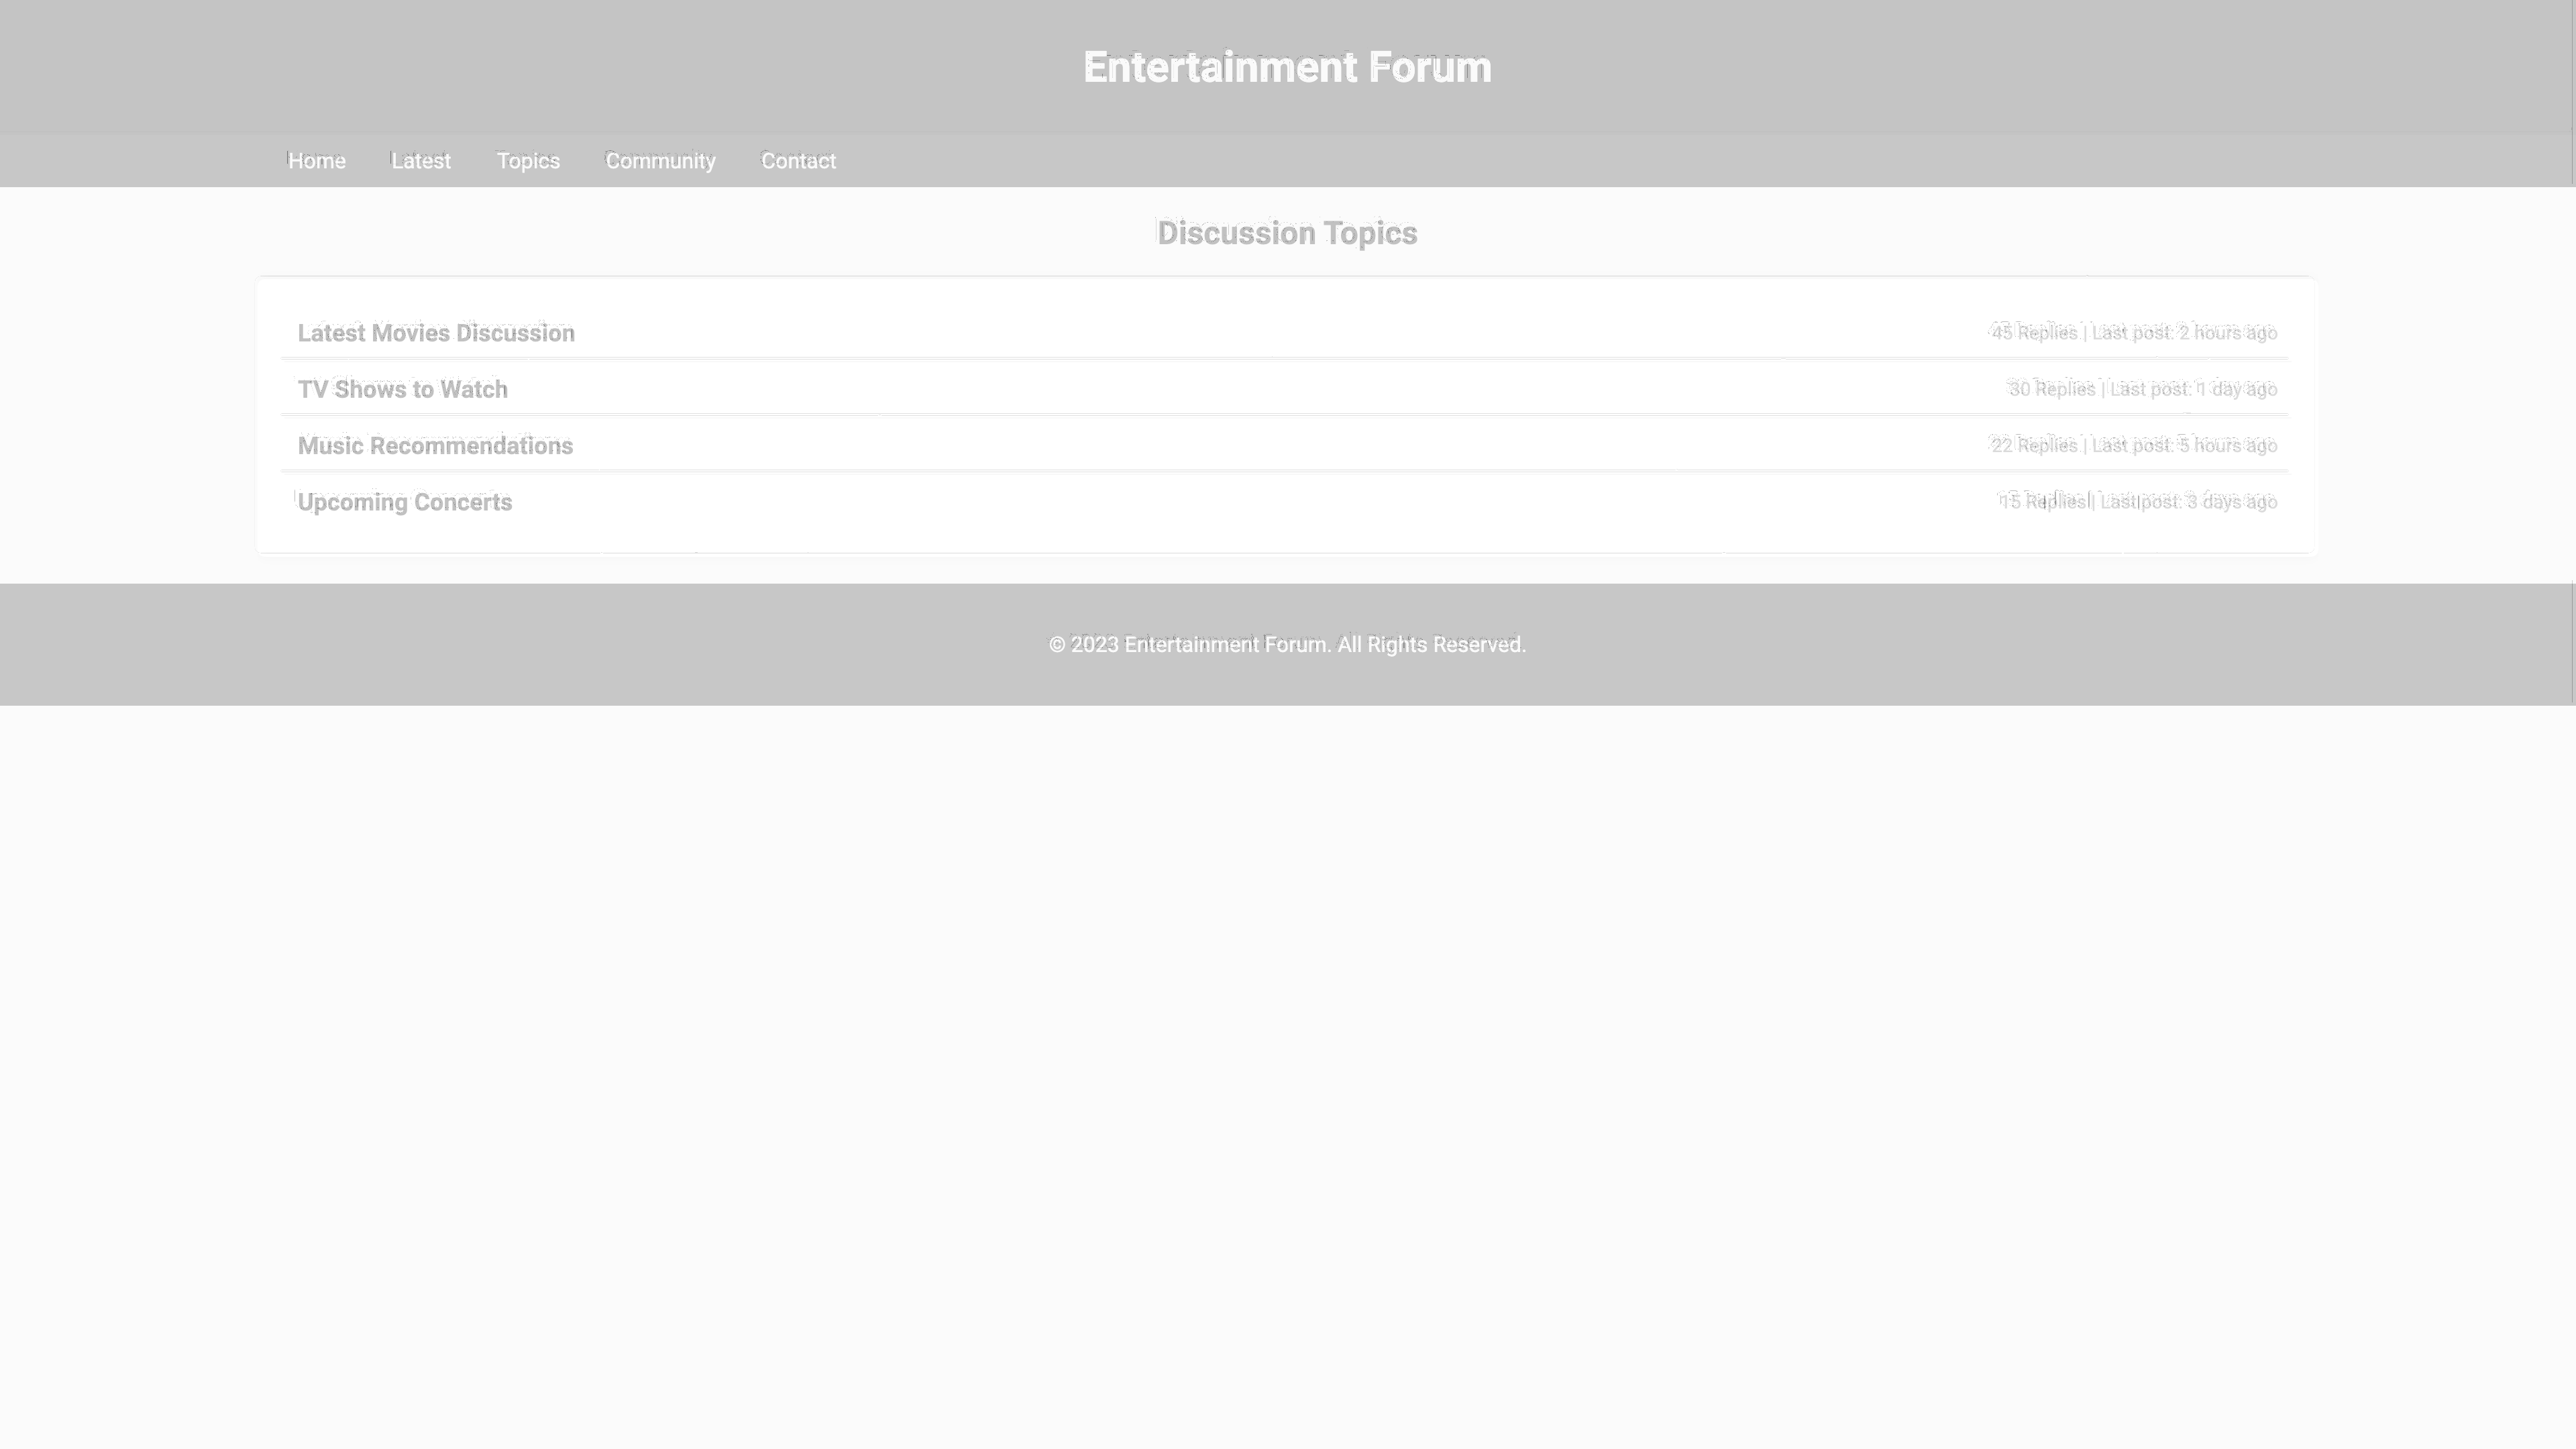 Entertainment Forum
Home Latest Topics Community Contact
Discussion Topics
Latest Movies Discussion 45 Replies | Last post: 2 hours ago
TV Shows to Watch 30 Replies | Last post: 1 day ago
Music Recommendations 22 Replies | Last post: 5 hours ago
Upcoming Concerts 15 Replies | Last post: 3 days ago
© 2023 Entertainment Forum. All Rights Reserved.